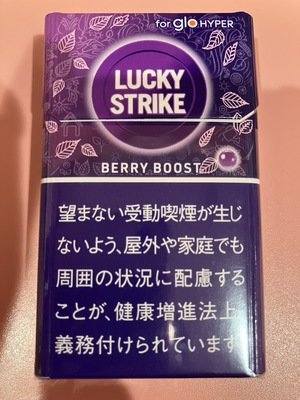 for glo HYPER
LUCKY
STRIKE
BERRY BOOST
望まない受動喫煙が生じ
ないよう、屋外や家庭でも
周囲の状況に配慮する
ことが、健康増進法上
義務付けられています